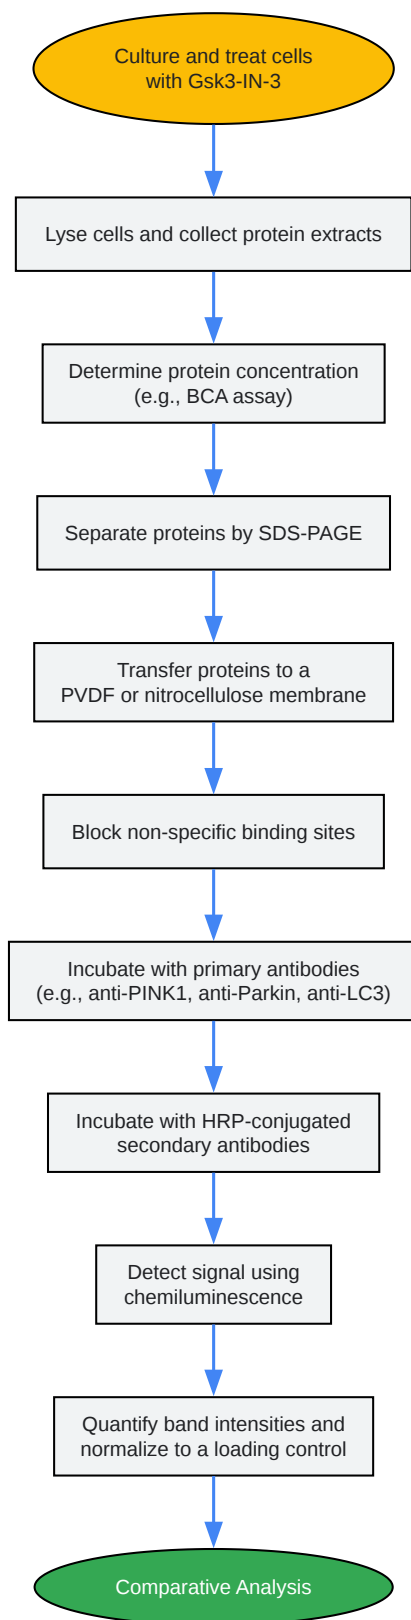 Culture and treat cells
with Gsk3-IN-3
Lyse cells and collect protein extracts
Determine protein concentration
(e.g., BCA assay)
Separate proteins by SDS-PAGE
Transfer proteins to a
PVDF or nitrocellulose membrane
Block non-specific binding sites
Incubate with primary antibodies
(e.g., anti-PINK1, anti-Parkin, anti-LC3)
Incubate with HRP-conjugated
secondary antibodies
Detect signal using
chemiluminescence
Quantify band intensities and
normalize to a loading control
Comparative Analysis